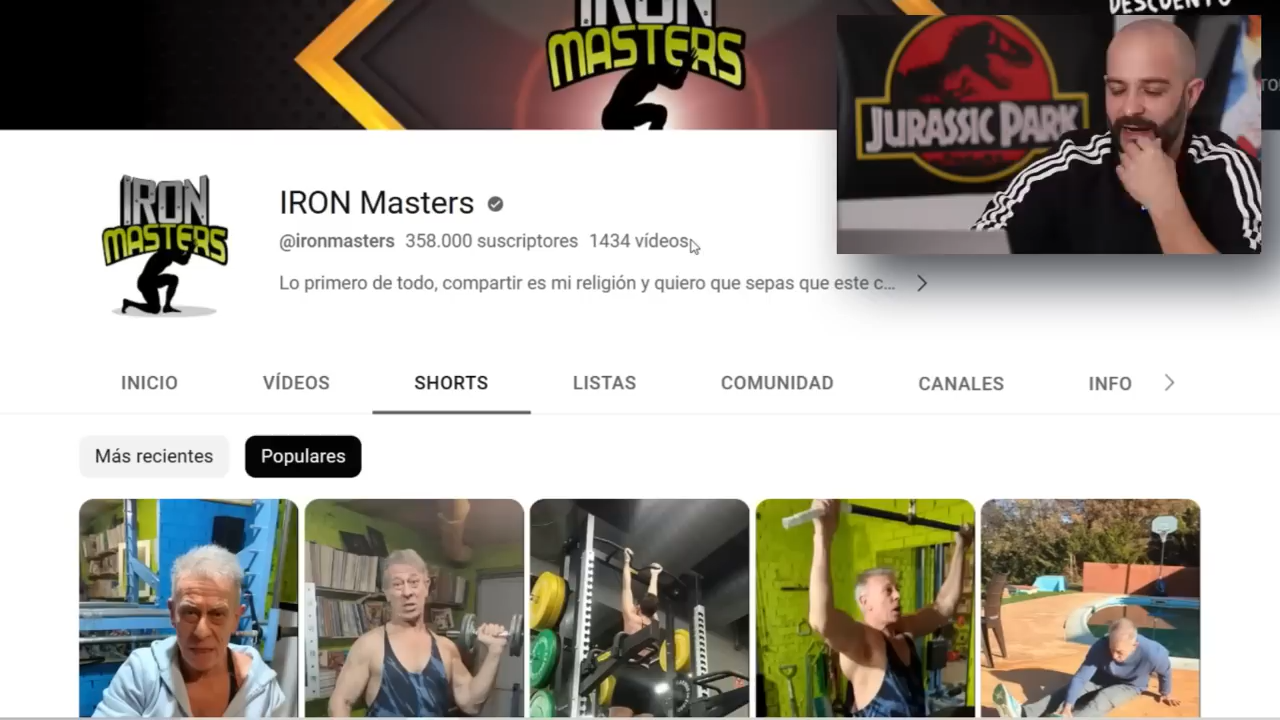 DESCUENTO
IRON
MASTERS
JURASSIC PARK
IRON
MASTERS
IRON Masters
@ironmasters 358.000 suscriptores 1434 vídeos
Lo primero de todo, compartir es mi religión y quiero que sepas que este c...
INICIO VÍDEOS SHORTS LISTAS COMUNIDAD CANALES INFO
Más recientes Populares